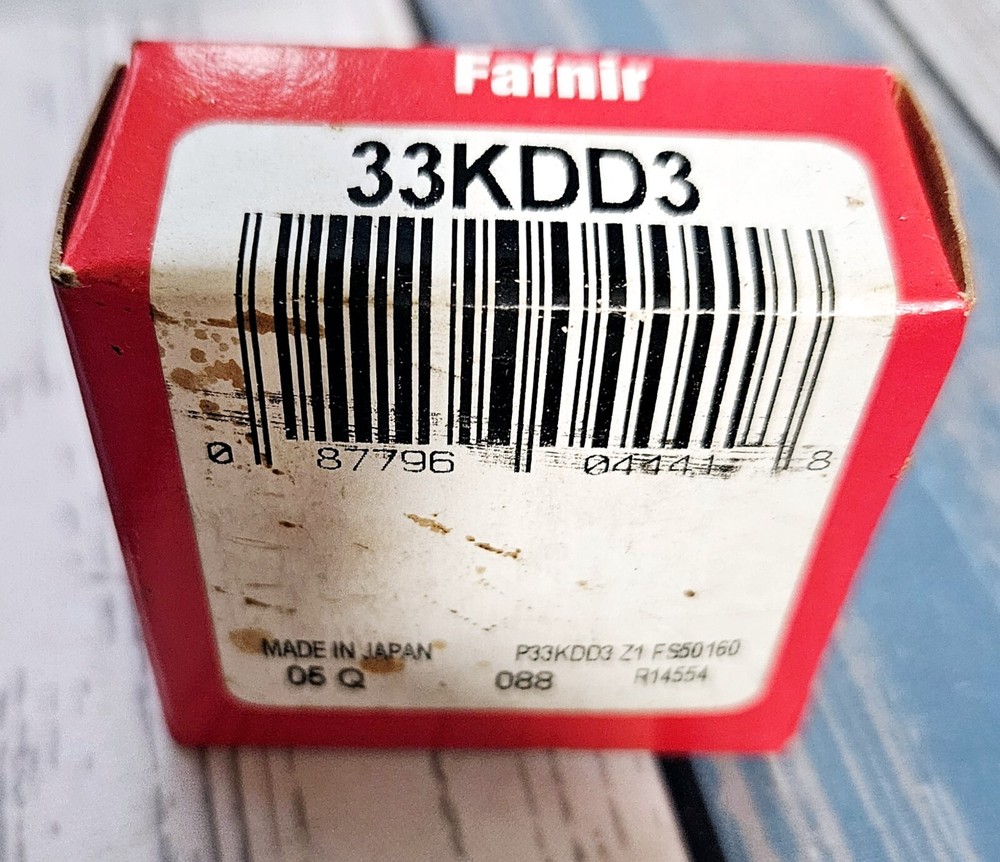 Fafnir
33KDD3
0 87796 04441 8
MADE IN JAPAN P33KDD3 Z1 FS50160
05 Q 088 R14554